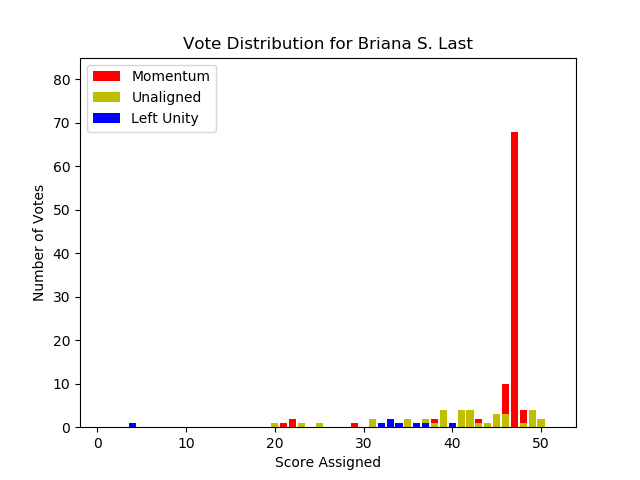 Vote Distribution for Briana S. Last
Momentum
Unaligned
Left Unity
80
70
60
50
40
30
20
10
0
Number of Votes
0 10 20 30 40 50
Score Assigned